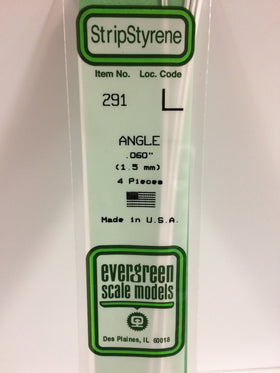 StripStyrene
Item No. Loc. Code
291 L
ANGLE
.060"
(1.5 mm)
4 Pieces
Made in U.S.A.
evergreen
scale models
Des Plaines, IL 60018